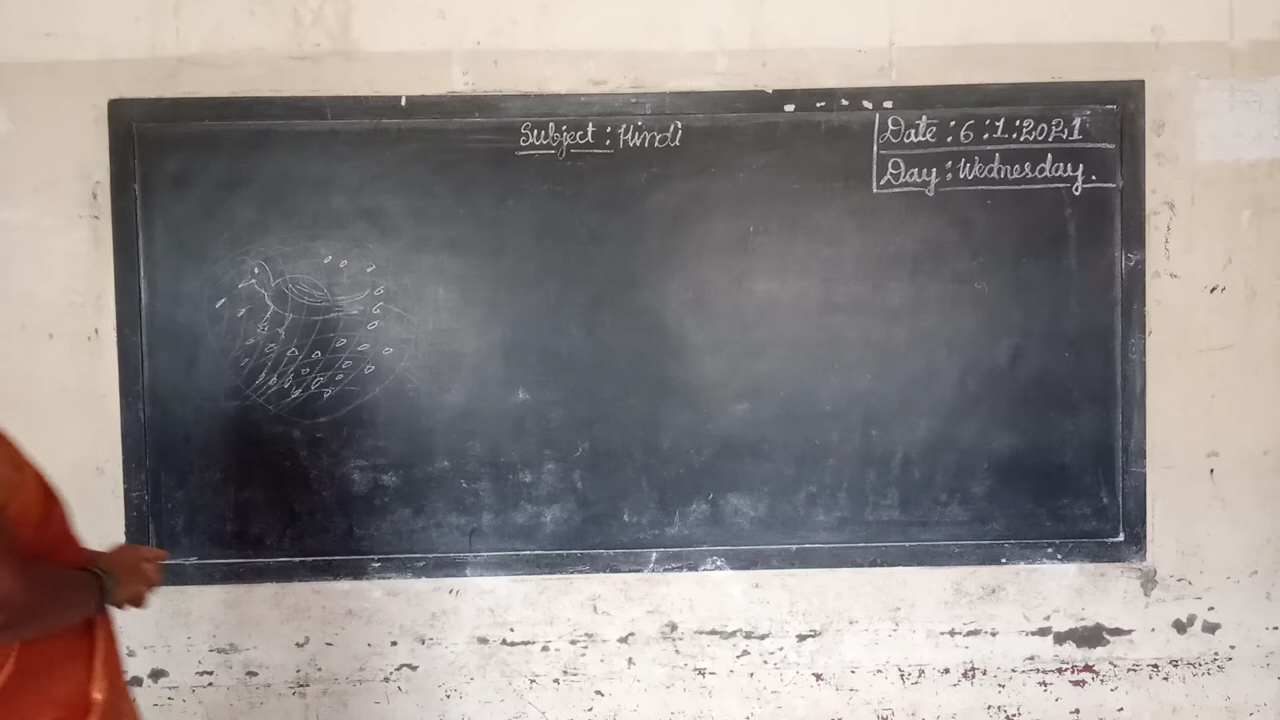 Subject : Hindi
Date : 6 : 1 : 2021
Day : Wednesday.